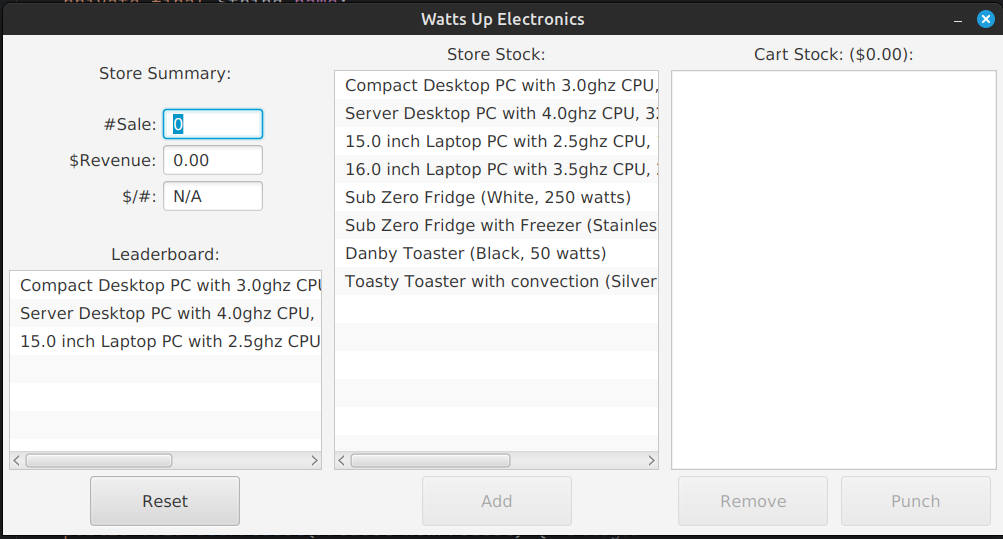 Watts Up Electronics
Store Summary:
#Sale: 0
$Revenue: 0.00
$/#: N/A
Leaderboard:
Compact Desktop PC with 3.0ghz CPU
Server Desktop PC with 4.0ghz CPU,
15.0 inch Laptop PC with 2.5ghz CPU
Reset
Store Stock:
Compact Desktop PC with 3.0ghz CPU,
Server Desktop PC with 4.0ghz CPU, 32
15.0 inch Laptop PC with 2.5ghz CPU,
16.0 inch Laptop PC with 3.5ghz CPU,
Sub Zero Fridge (White, 250 watts)
Sub Zero Fridge with Freezer (Stainles
Danby Toaster (Black, 50 watts)
Toasty Toaster with convection (Silver
Add
Cart Stock: ($0.00):
Remove
Punch